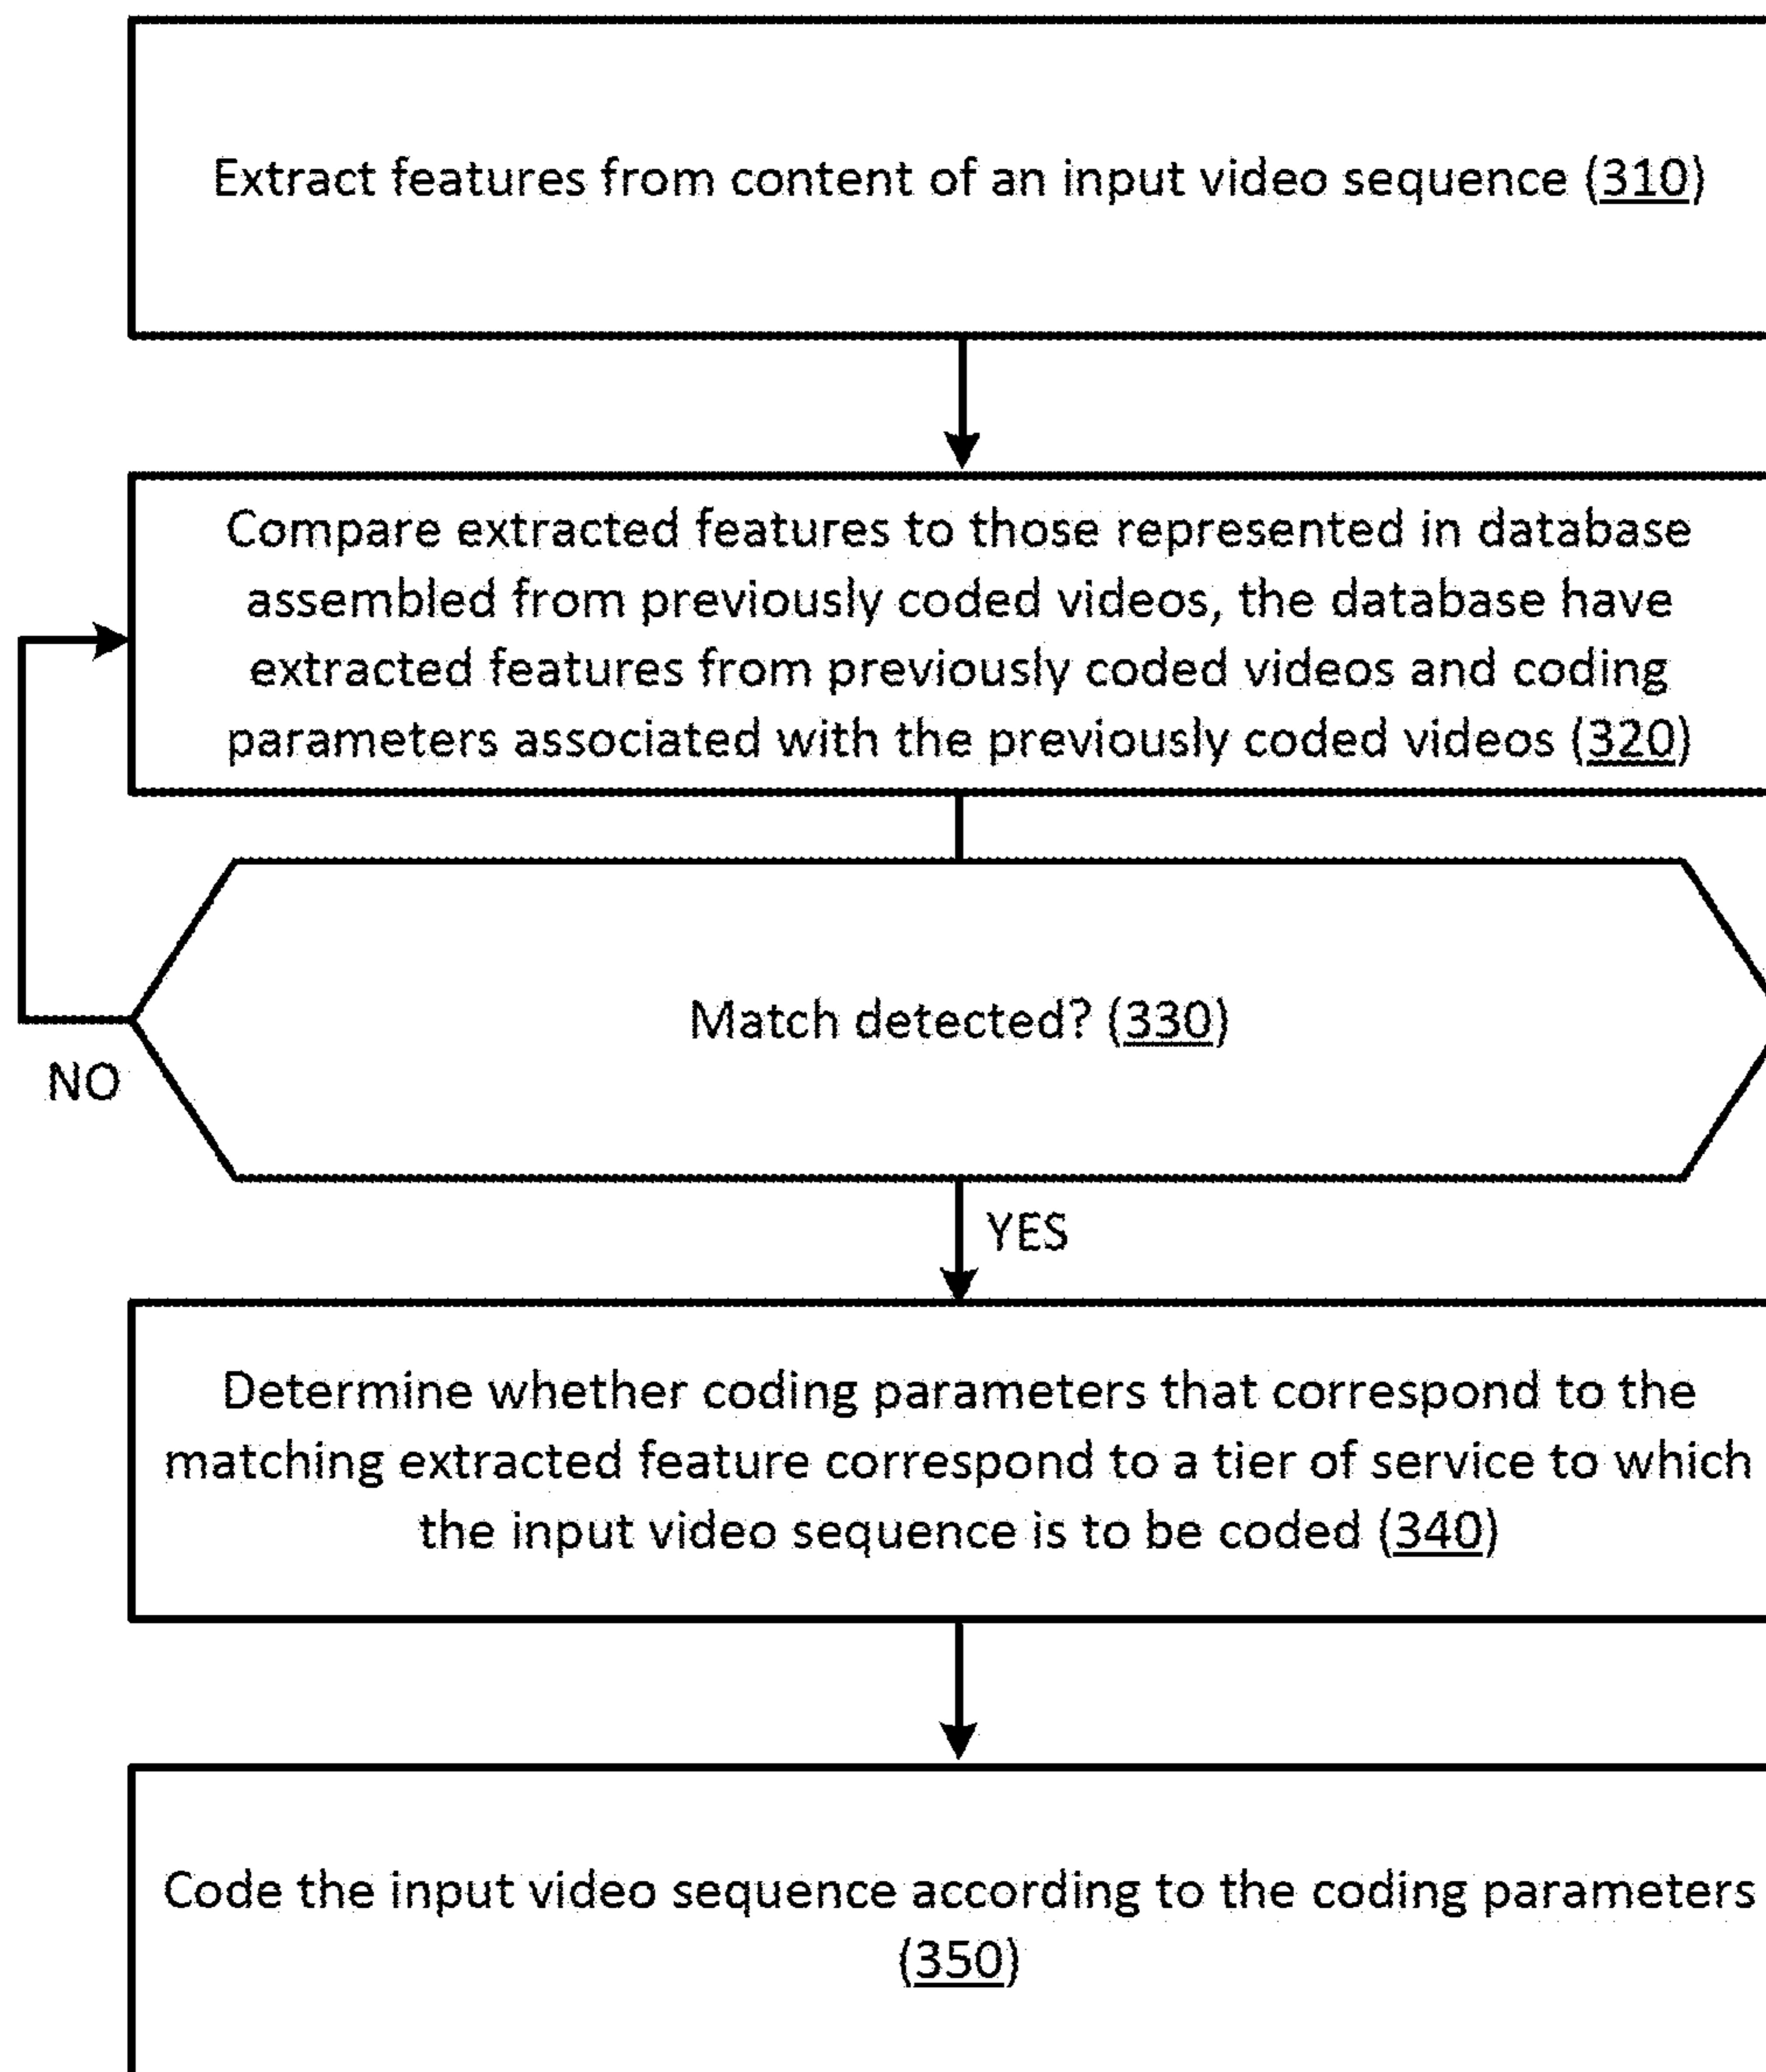 Extract features from content of an input video sequence (310)
Compare extracted features to those represented in database
assembled from previously coded videos, the database have
extracted features from previously coded videos and coding
parameters associated with the previously coded videos (320)
Match detected? (330)
NO
YES
Determine whether coding parameters that correspond to the
matching extracted feature correspond to a tier of service to which
the input video sequence is to be coded (340)
Code the input video sequence according to the coding parameters
(350)